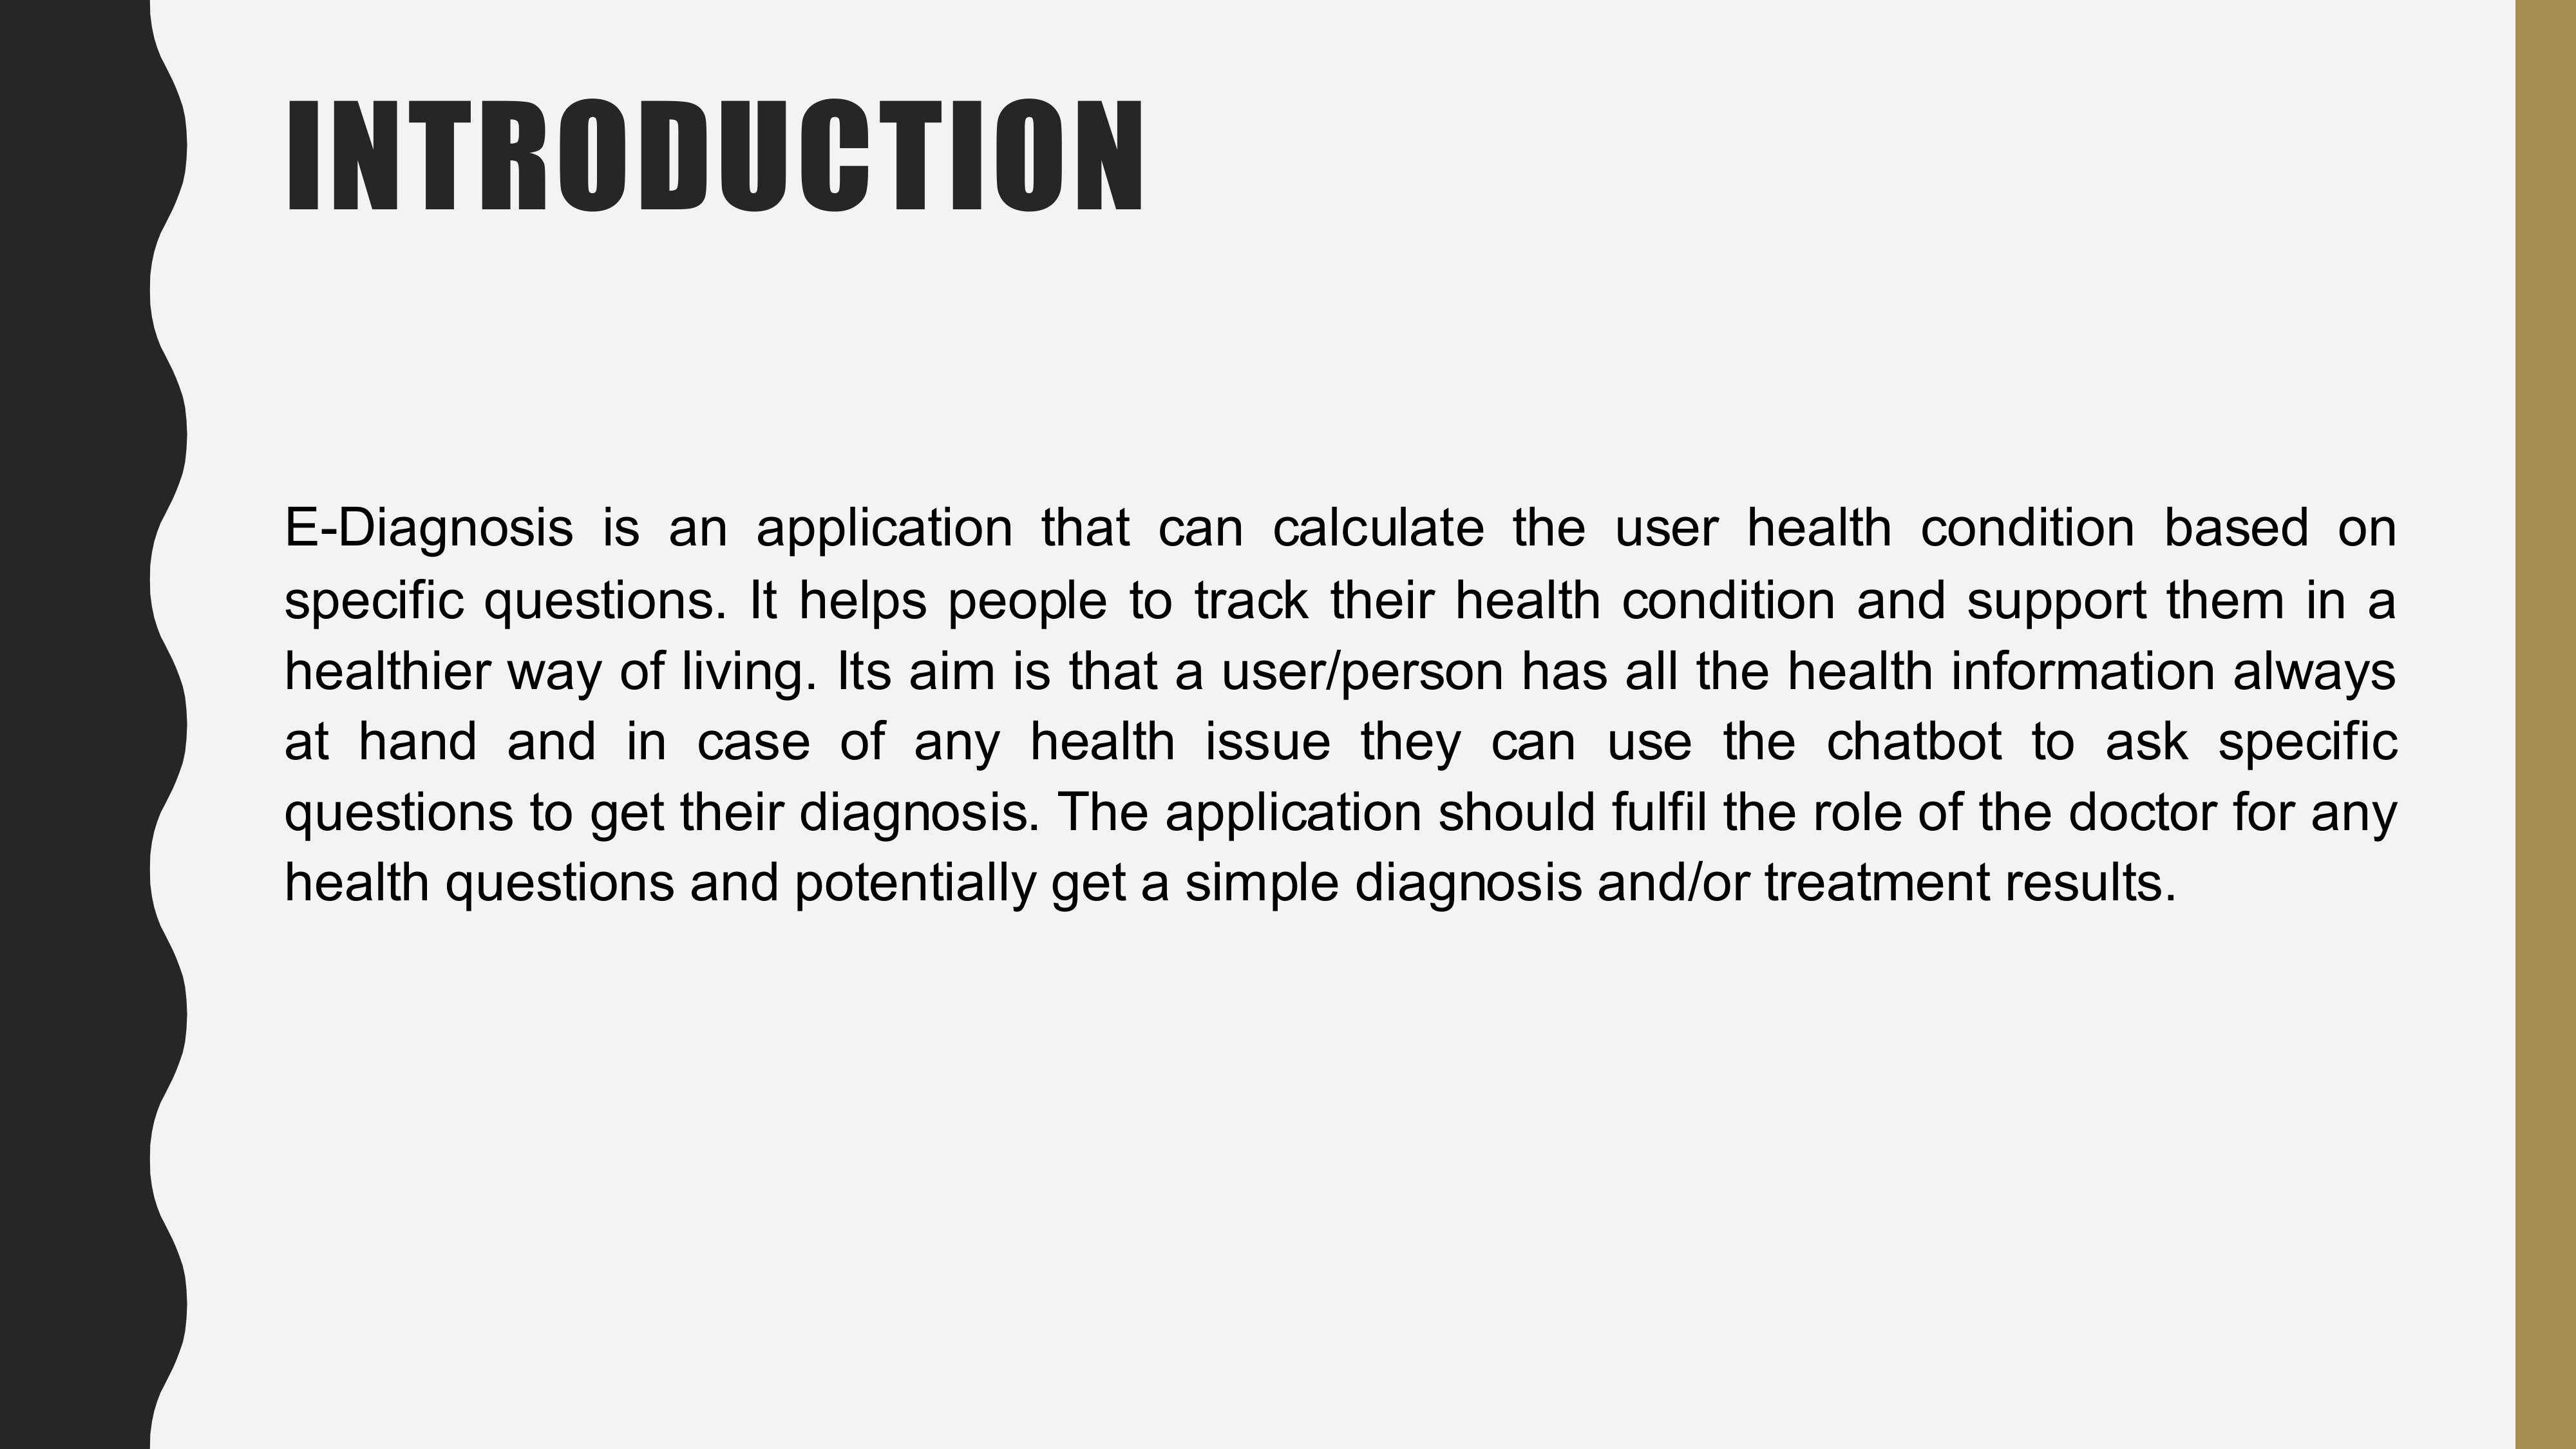 INTRODUCTION
E-Diagnosis is an application that can calculate the user health condition based on
specific questions. It helps people to track their health condition and support them in a
healthier way of living. Its aim is that a user/person has all the health information always
at hand and in case of any health issue they can use the chatbot to ask specific
questions to get their diagnosis. The application should fulfil the role of the doctor for any
health questions and potentially get a simple diagnosis and/or treatment results.